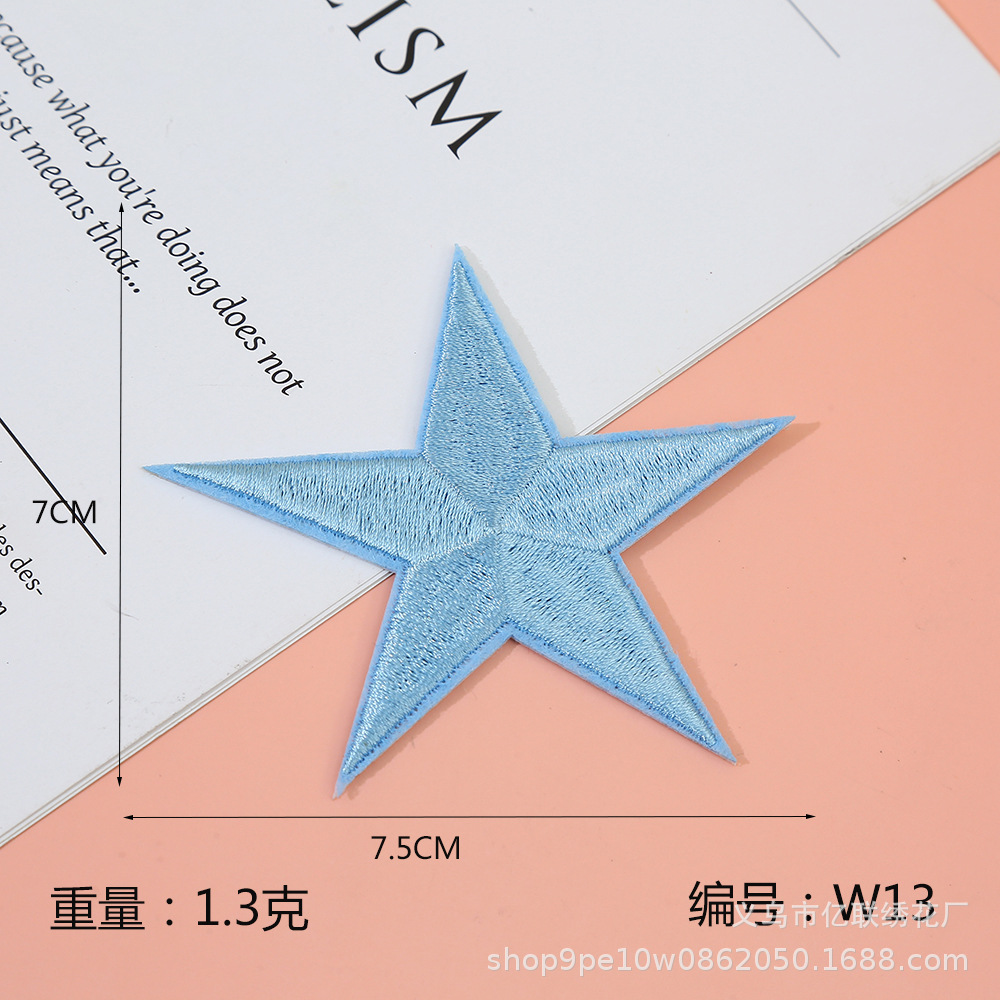 LISM
cause what you're doing does not
just means that...
7CM
les des-
7.5CM
重量：1.3克
编号：W13
义乌市亿联绣花厂
shop9pe10w0862050.1688.com